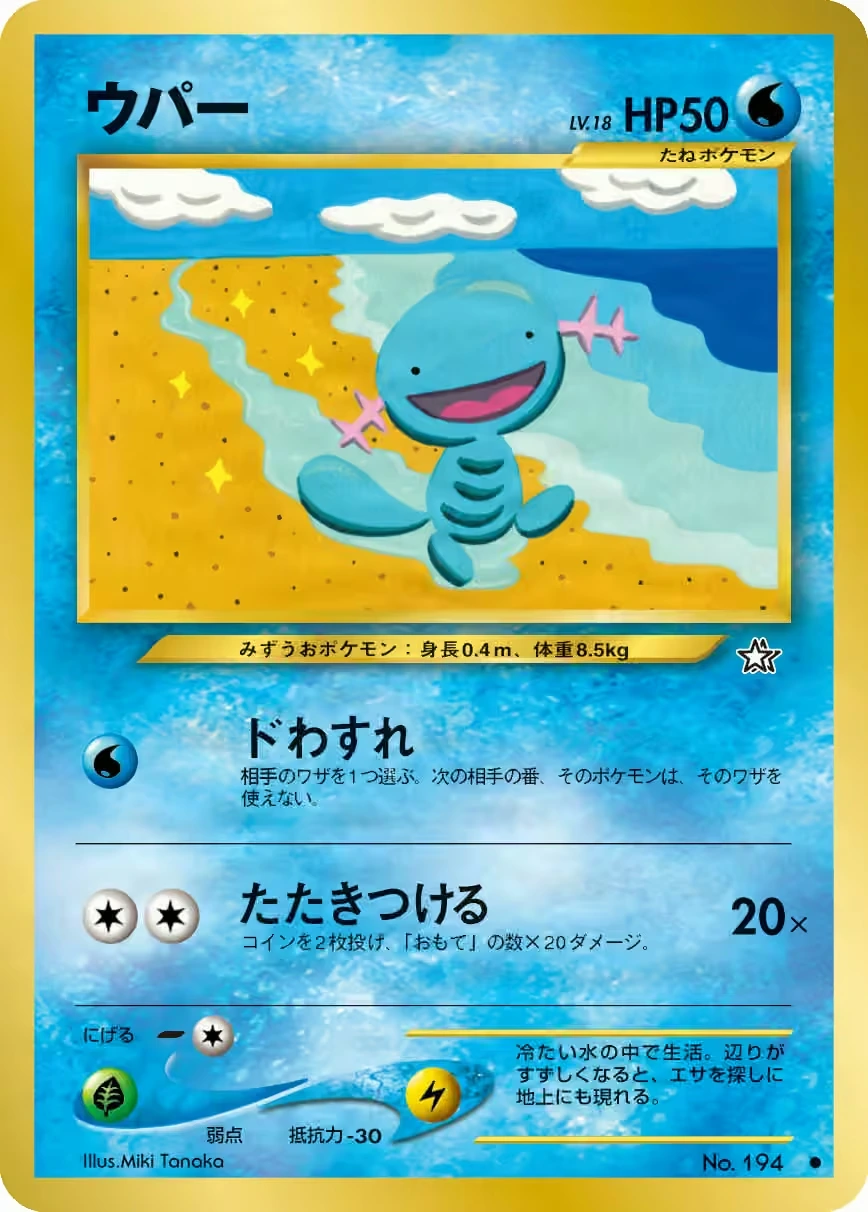 ウパー
LV.18 HP50
たねポケモン
みずうおポケモン：身長0.4m、体重8.5kg
ドわすれ
相手のワザを1つ選ぶ。次の相手の番、そのポケモンは、そのワザを
使えない。
たたきつける
20×
コインを2枚投げ、「おもて」の数×20ダメージ。
にげる
冷たい水の中で生活。辺りが
すずしくなると、エサを探しに
地上にも現れる。
弱点 抵抗力-30
Illus.Miki Tanaka
No. 194